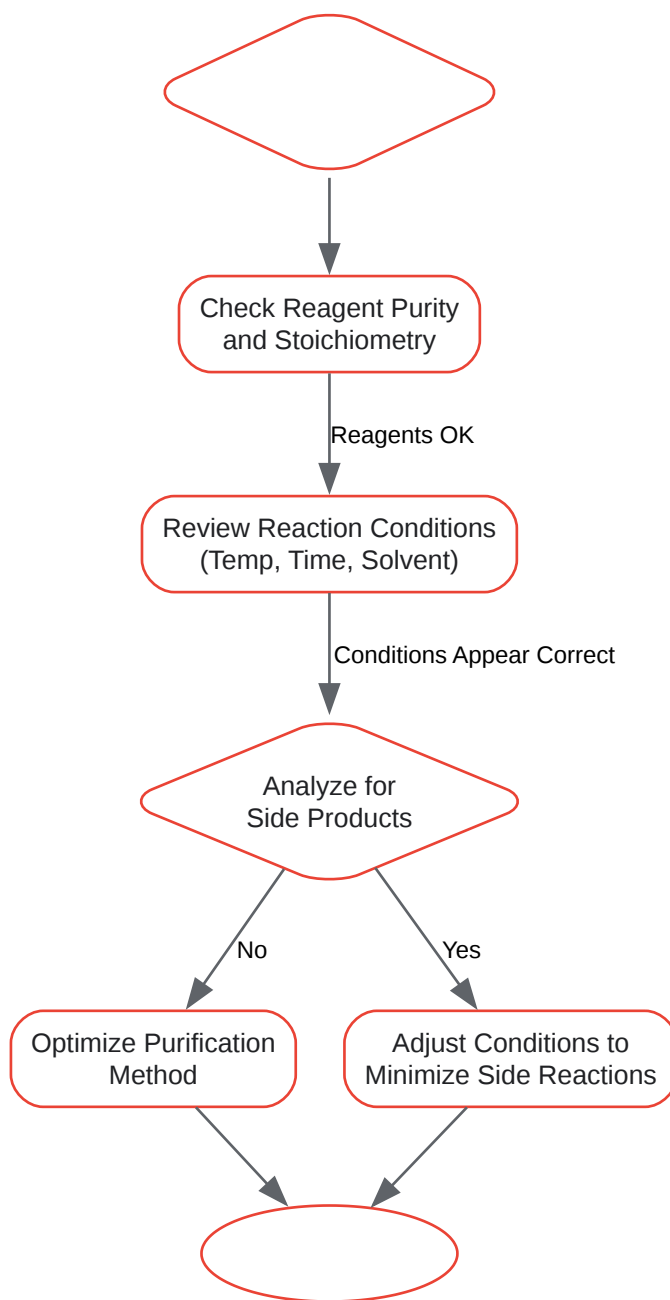 Check Reagent Purity
and Stoichiometry
Reagents OK
Review Reaction Conditions
(Temp, Time, Solvent)
Conditions Appear Correct
Analyze for
Side Products
No
Yes
Optimize Purification
Method
Adjust Conditions to
Minimize Side Reactions